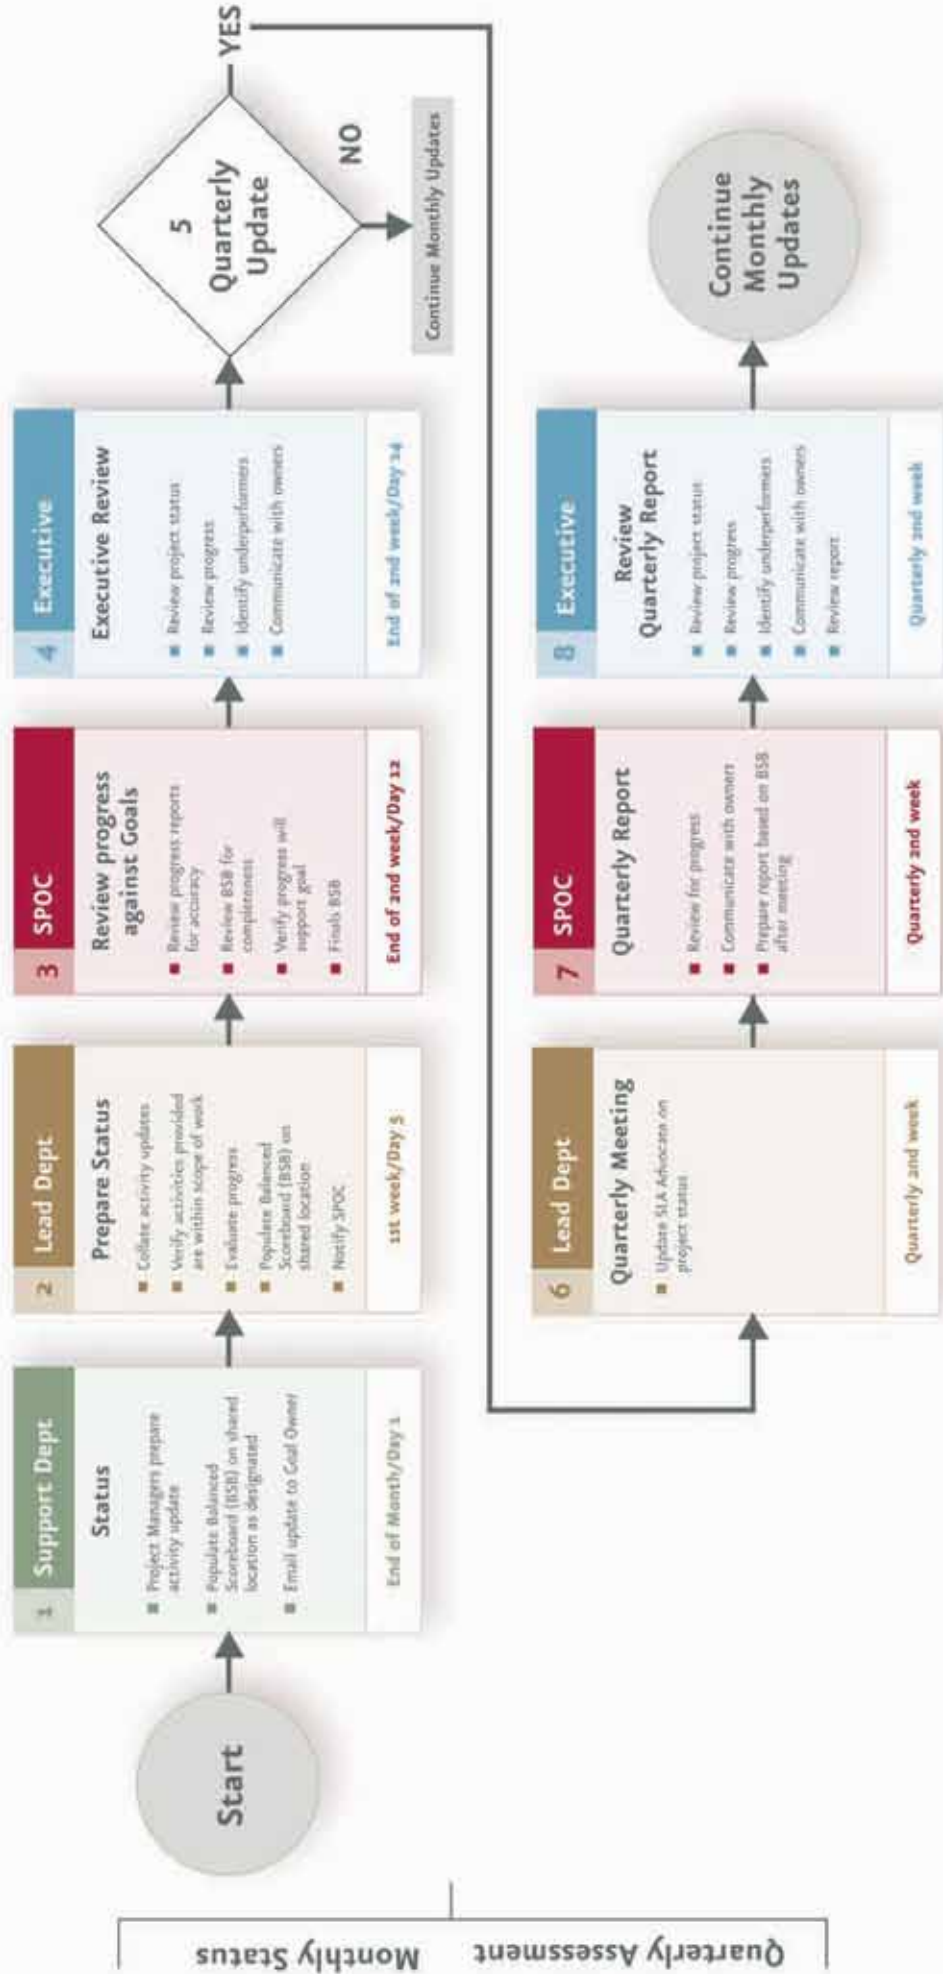 Monthly Status
Quarterly Assessment
Start
1 Support Dept
Status
Project Managers prepare
activity update
Populate Balanced
Scoreboard (BSB) on shared
location as designated
Email update to Goal Owner
End of Month/Day 1
2 Lead Dept
Prepare Status
Collate activity updates
Verify activities provided
are within scope of work
Evaluate progress
Populate Balanced
Scoreboard (BSB) on
shared location
Notify SPOC
1st week/Day 5
3 SPOC
Review progress
against Goals
Review progress reports
for accuracy
Review BSB for
completeness
Verify progress will
support goal
Finals BSB
End of 2nd week/Day 12
4 Executive
Executive Review
Review project status
Review progress
Identify underperformers
Communicate with owners
End of 2nd week/Day 14
5
Quarterly
Update
YES
NO
Continue Monthly Updates
6 Lead Dept
Quarterly Meeting
Update SLA Advocate on
project status
Quarterly 2nd week
7 SPOC
Quarterly Report
Review for progress
Communicate with owners
Prepare report based on BSB
after meeting
Quarterly 2nd week
8 Executive
Review
Quarterly Report
Review project status
Review progress
Identify underperformers
Communicate with owners
Review report
Quarterly 2nd week
Continue
Monthly
Updates